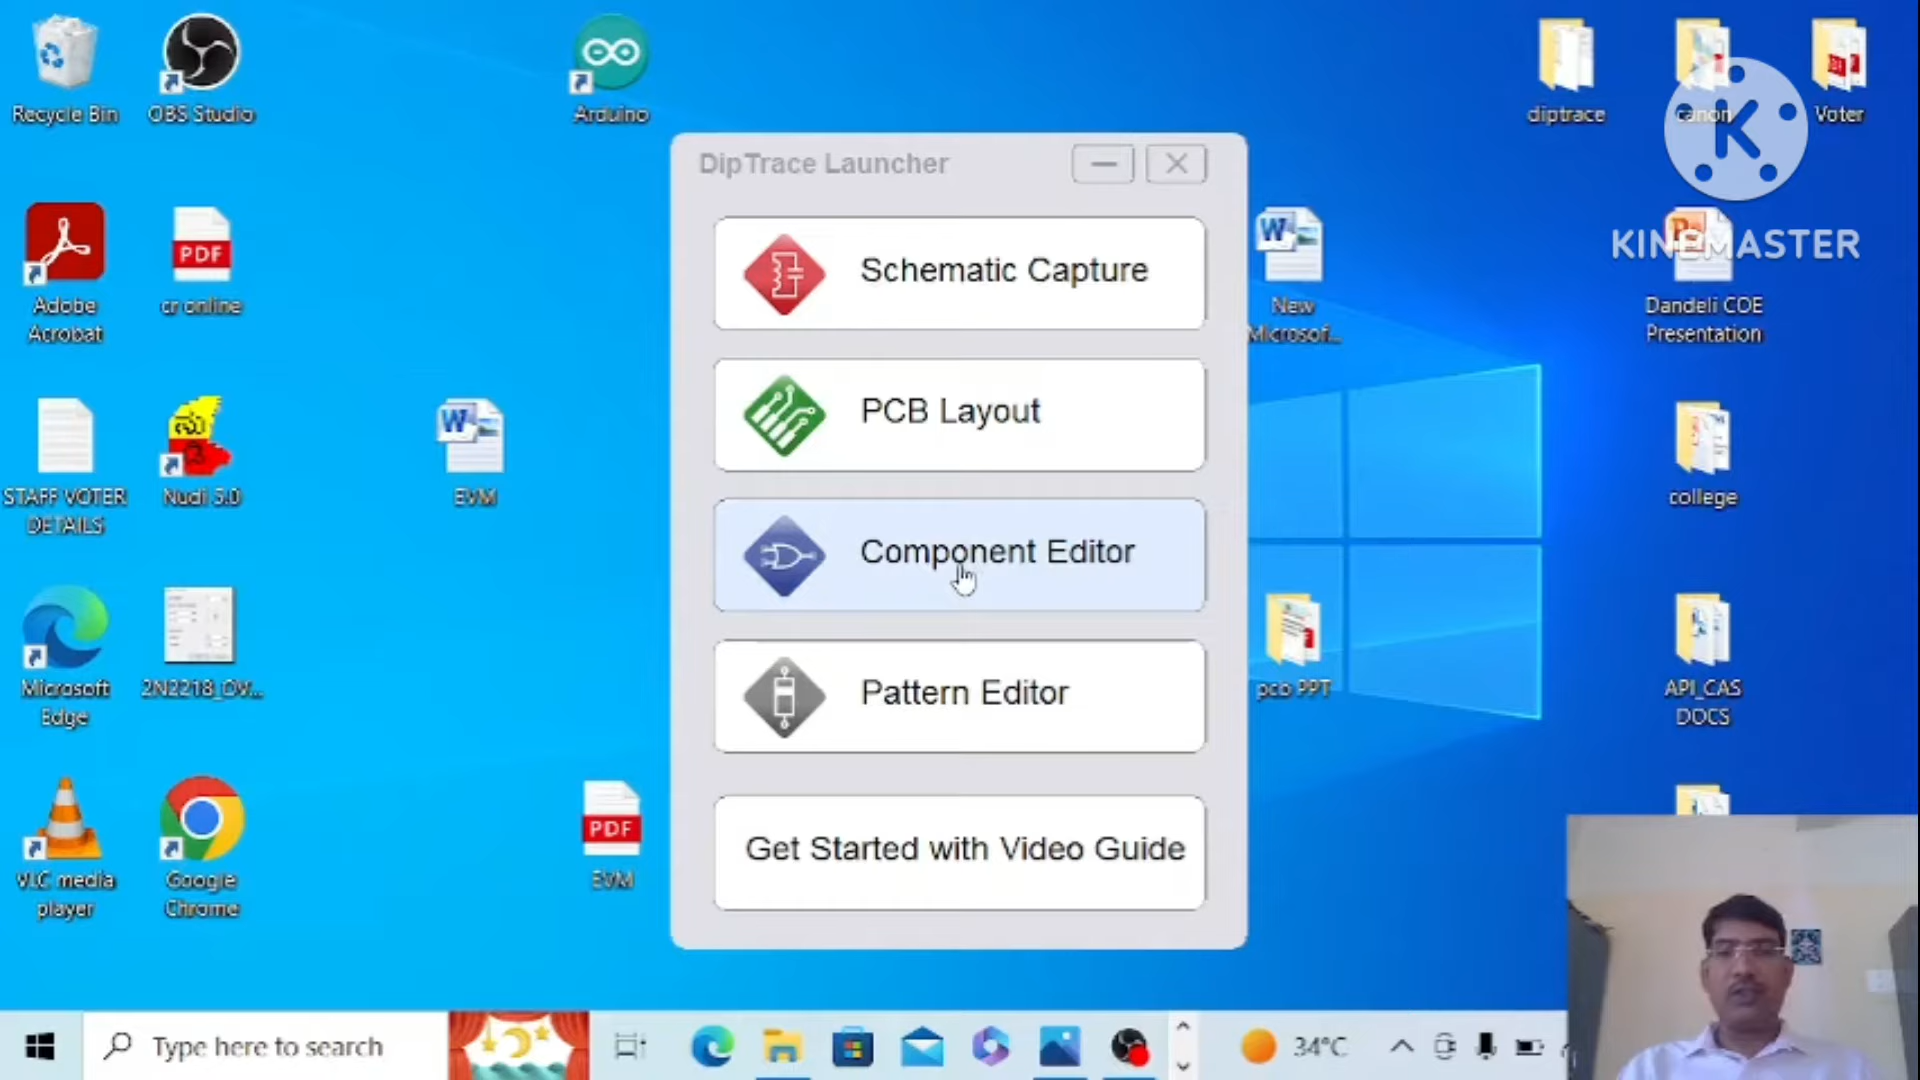 Recycle Bin
OBS Studio
Arduino
diptrace
canon
Voter
K
KINEMASTER
DipTrace Launcher
Schematic Capture
PCB Layout
Component Editor
Pattern Editor
Get Started with Video Guide
Adobe
Acrobat
PDF
cr online
W
New
Microsof...
P
Dandeli COE
Presentation
STAFF VOTER
DETAILS
Nudi 5.0
W
EVM
college
Microsoft
Edge
2N2218_DV...
pcb PPT
API_CAS
DOCS
VLC media
player
Google
Chrome
PDF
EVM
Type here to search
34°C